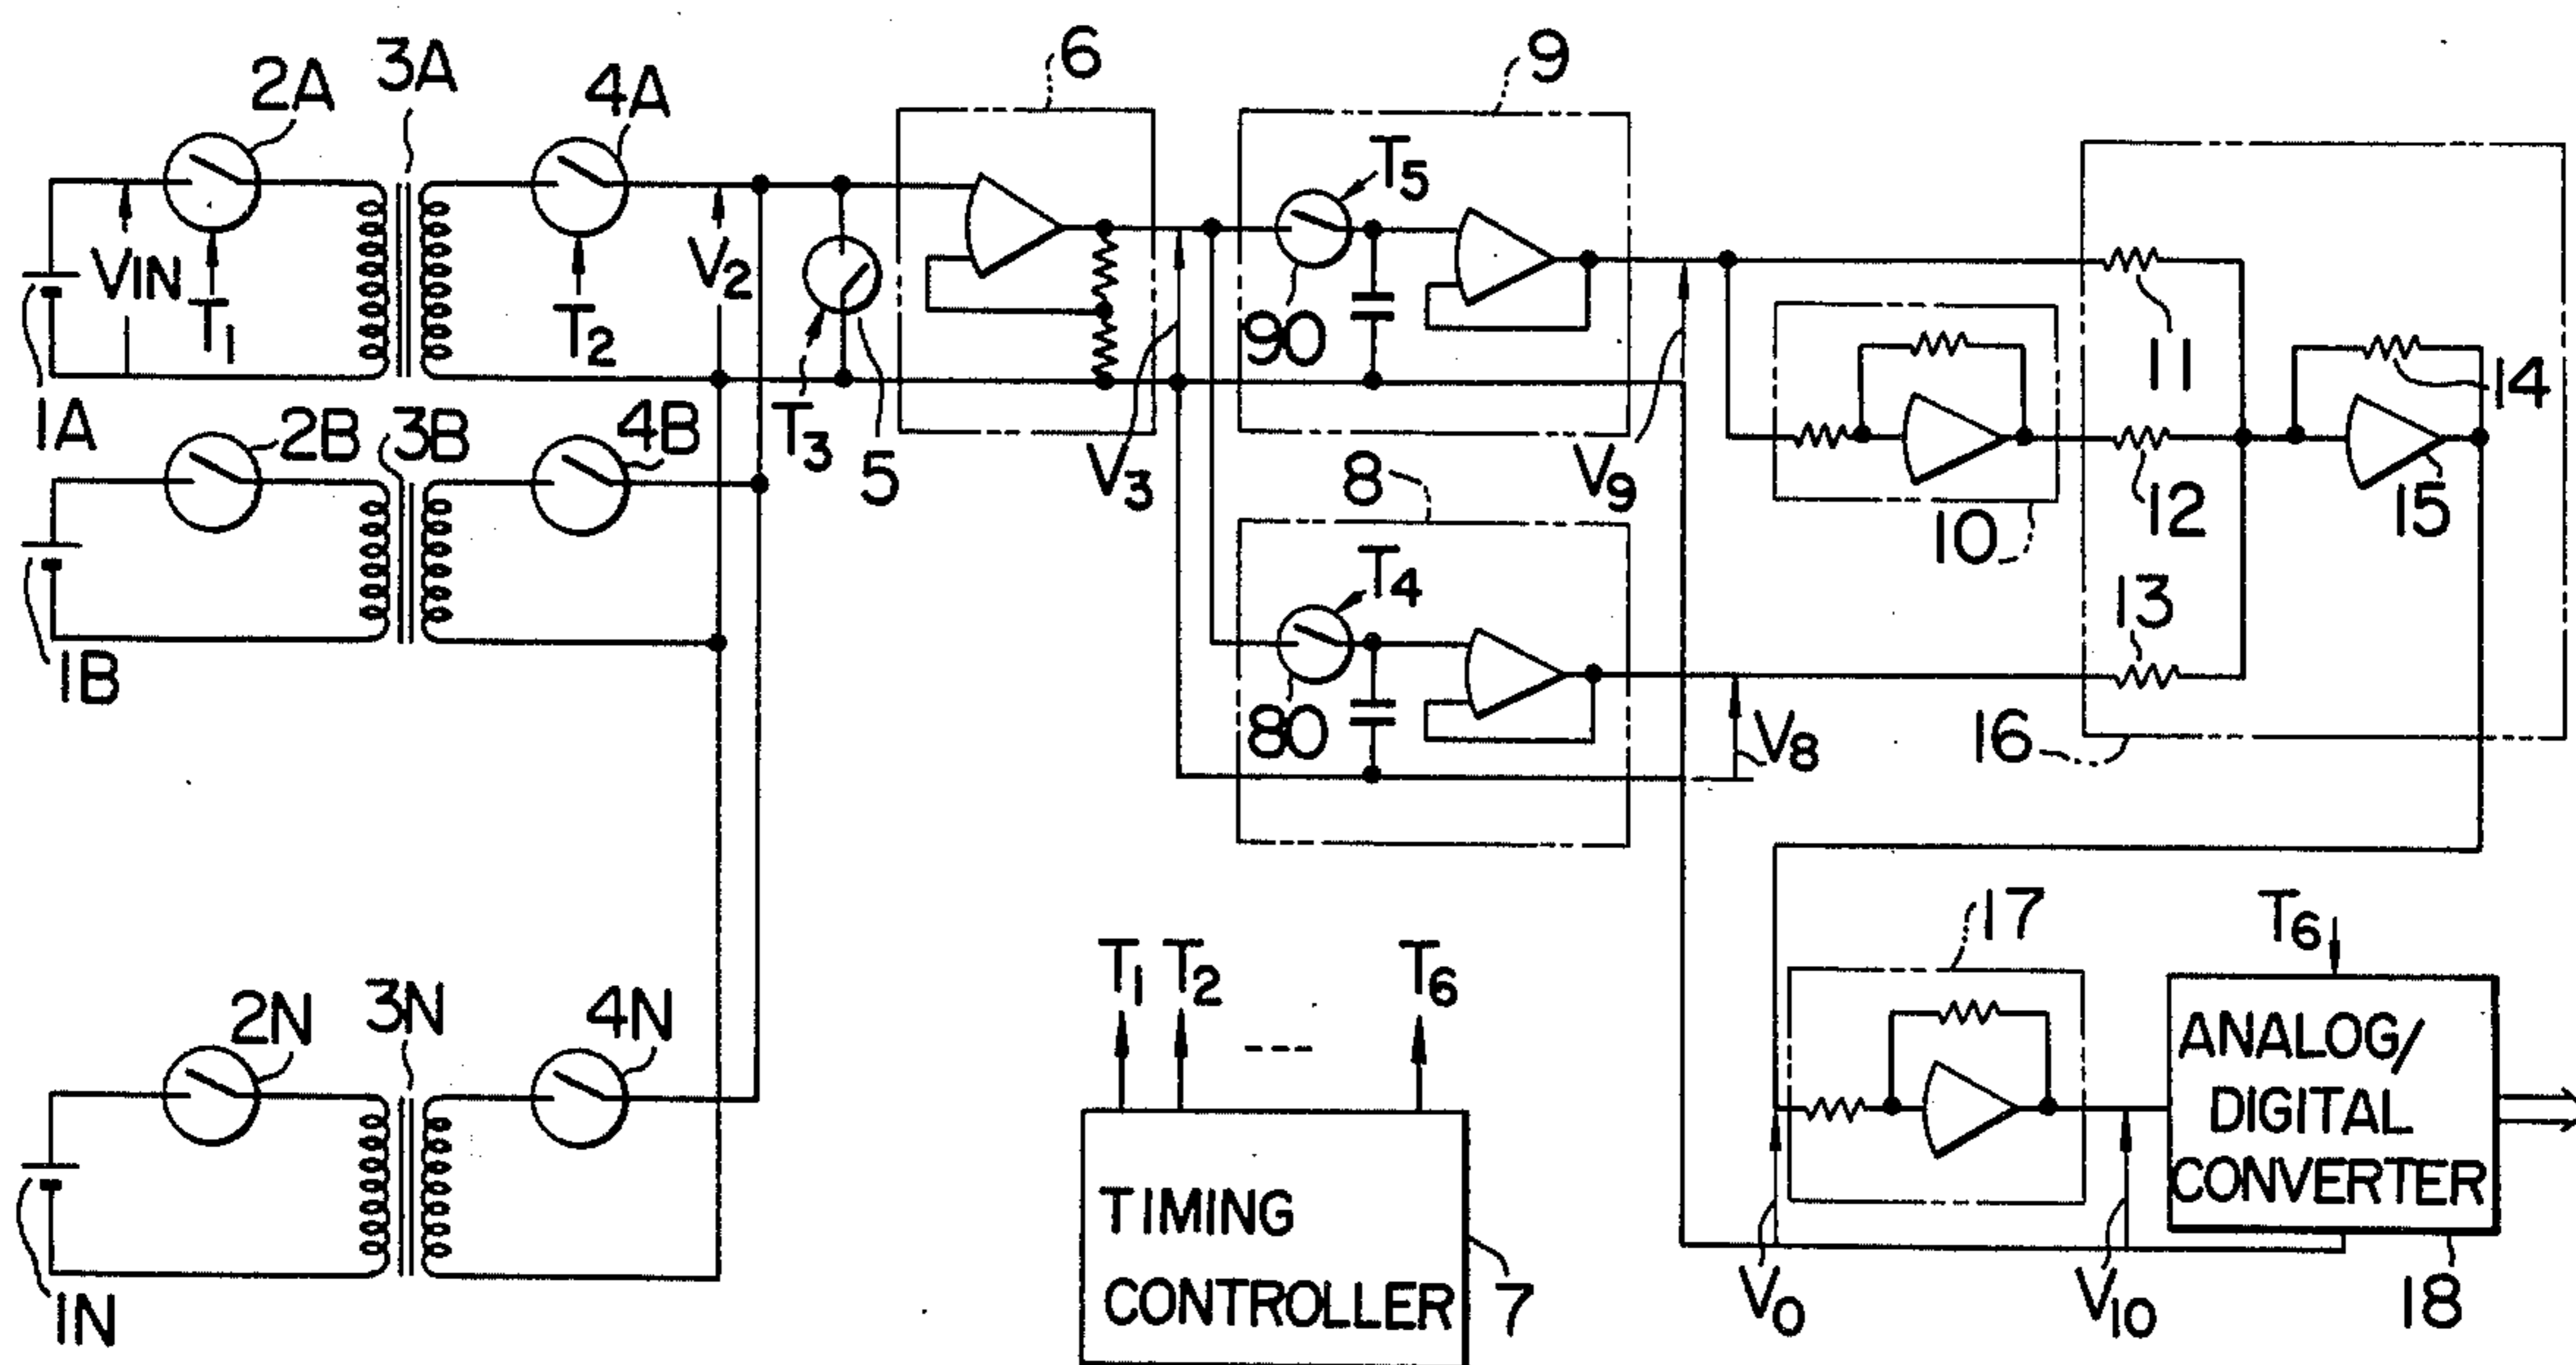 6
9
3A
2A
4A
T5
VIN
T1
T2
V2
90
11
14
1A
2B
3B
4B
T3
5
V3
8
V9
10
12
15
T4
13
1B
80
V8
16
17
T6
2N
3N
4N
T1 T2 --- T6
ANALOG/
DIGITAL
CONVERTER
TIMING
CONTROLLER
7
1N
V0
V10
18